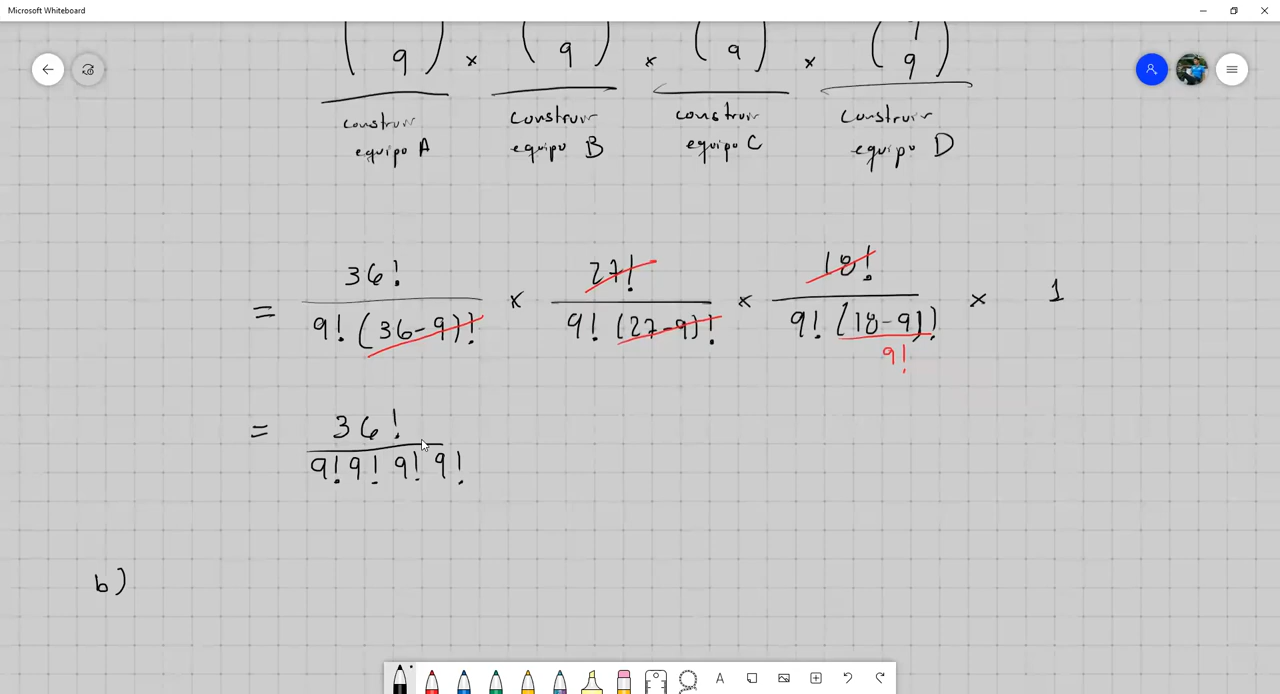 Microsoft Whiteboard
( 9 ) × ( 9 ) × ( 9 ) × ( 9 )
construir construir construir construir
equipo A equipo B equipo C equipo D
= 36! / 9! (36-9)! × 27! / 9! (27-9)! × 18! / 9! (18-9)! × 1
9!
= 36! / 9! 9! 9! 9!
b)